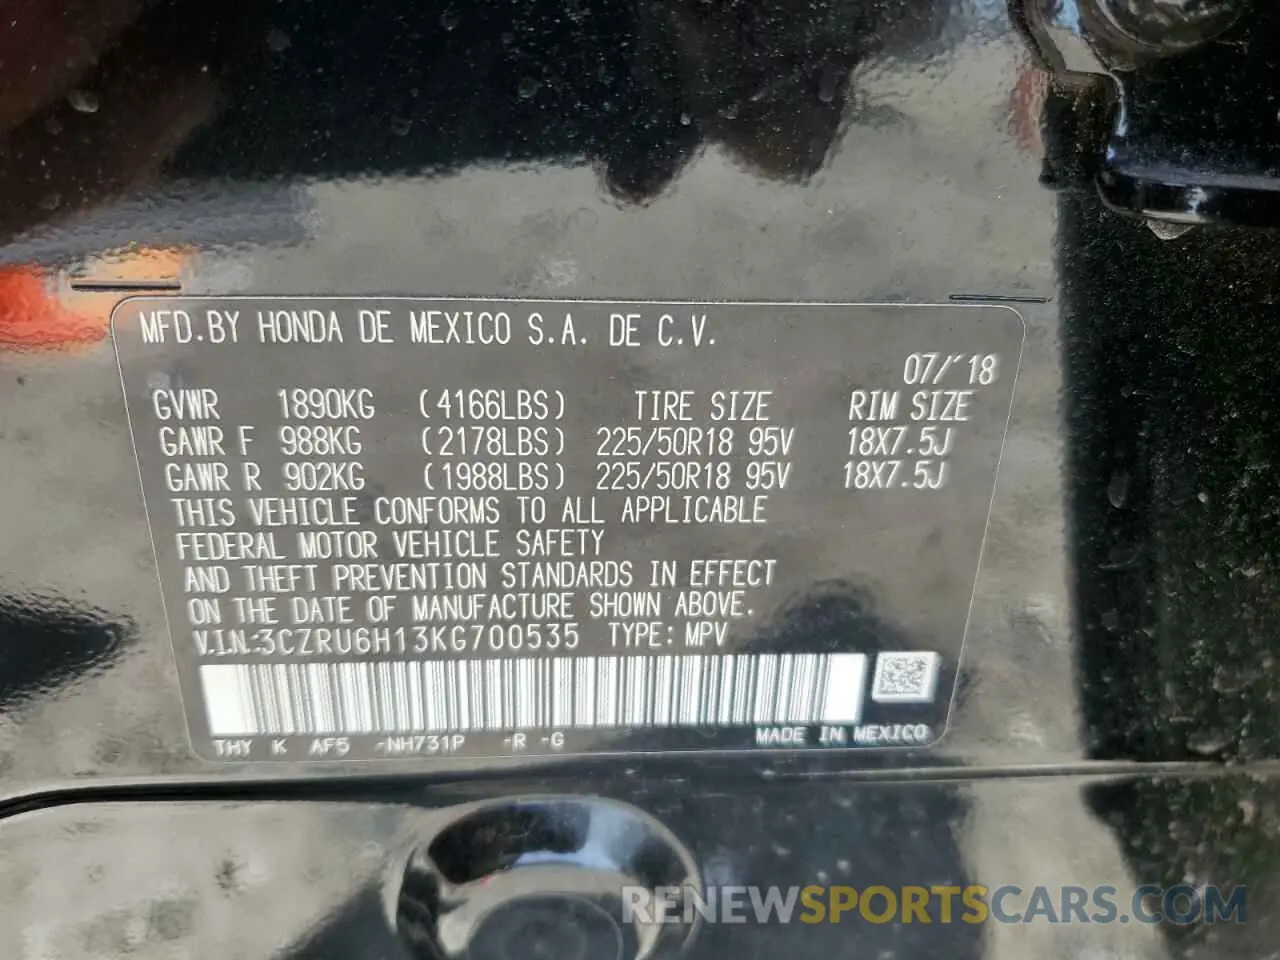 MFD.BY HONDA DE MEXICO S.A. DE C.V.
07/'18
GVWR 1890KG (4166LBS) TIRE SIZE RIM SIZE
GAWR F 988KG (2178LBS) 225/50R18 95V 18X7.5J
GAWR R 902KG (1988LBS) 225/50R18 95V 18X7.5J
THIS VEHICLE CONFORMS TO ALL APPLICABLE
FEDERAL MOTOR VEHICLE SAFETY
AND THEFT PREVENTION STANDARDS IN EFFECT
ON THE DATE OF MANUFACTURE SHOWN ABOVE.
V.I.N.:3CZRU6H13KG700535 TYPE: MPV
THY K AF5 -NH731P -R -G MADE IN MEXICO
RENEWSPORTSCARS.COM